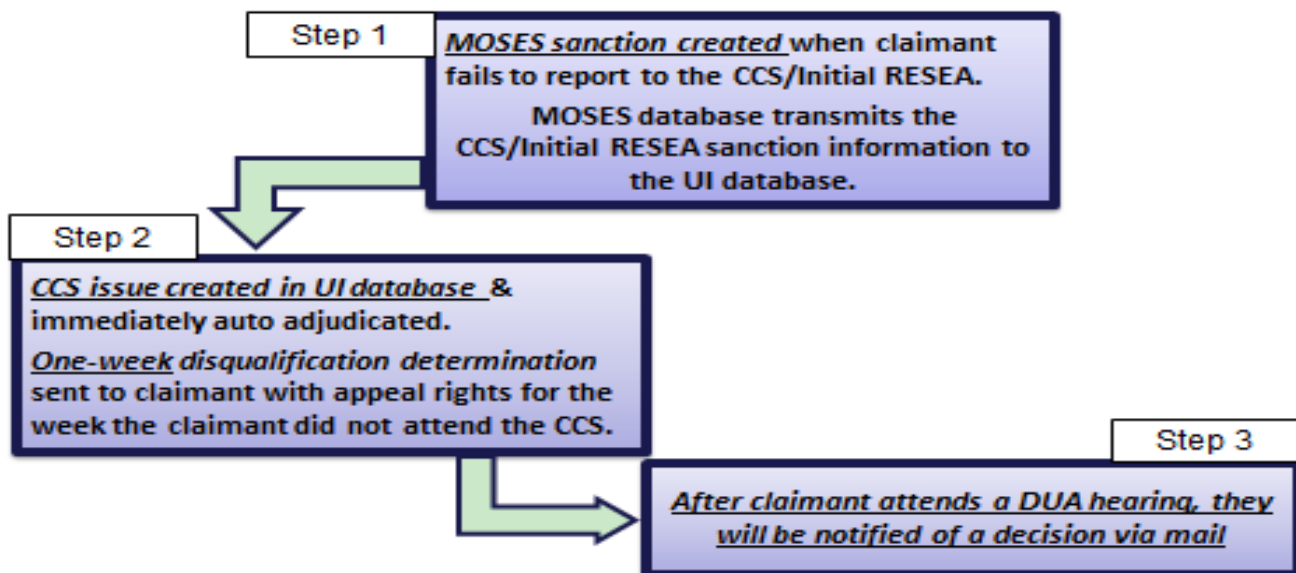 Step 1
MOSES sanction created when claimant
fails to report to the CCS/Initial RESEA.
MOSES database transmits the
CCS/Initial RESEA sanction information to
the UI database.
Step 2
CCS issue created in UI database &
immediately auto adjudicated.
One-week disqualification determination
sent to claimant with appeal rights for the
week the claimant did not attend the CCS.
Step 3
After claimant attends a DUA hearing, they
will be notified of a decision via mail